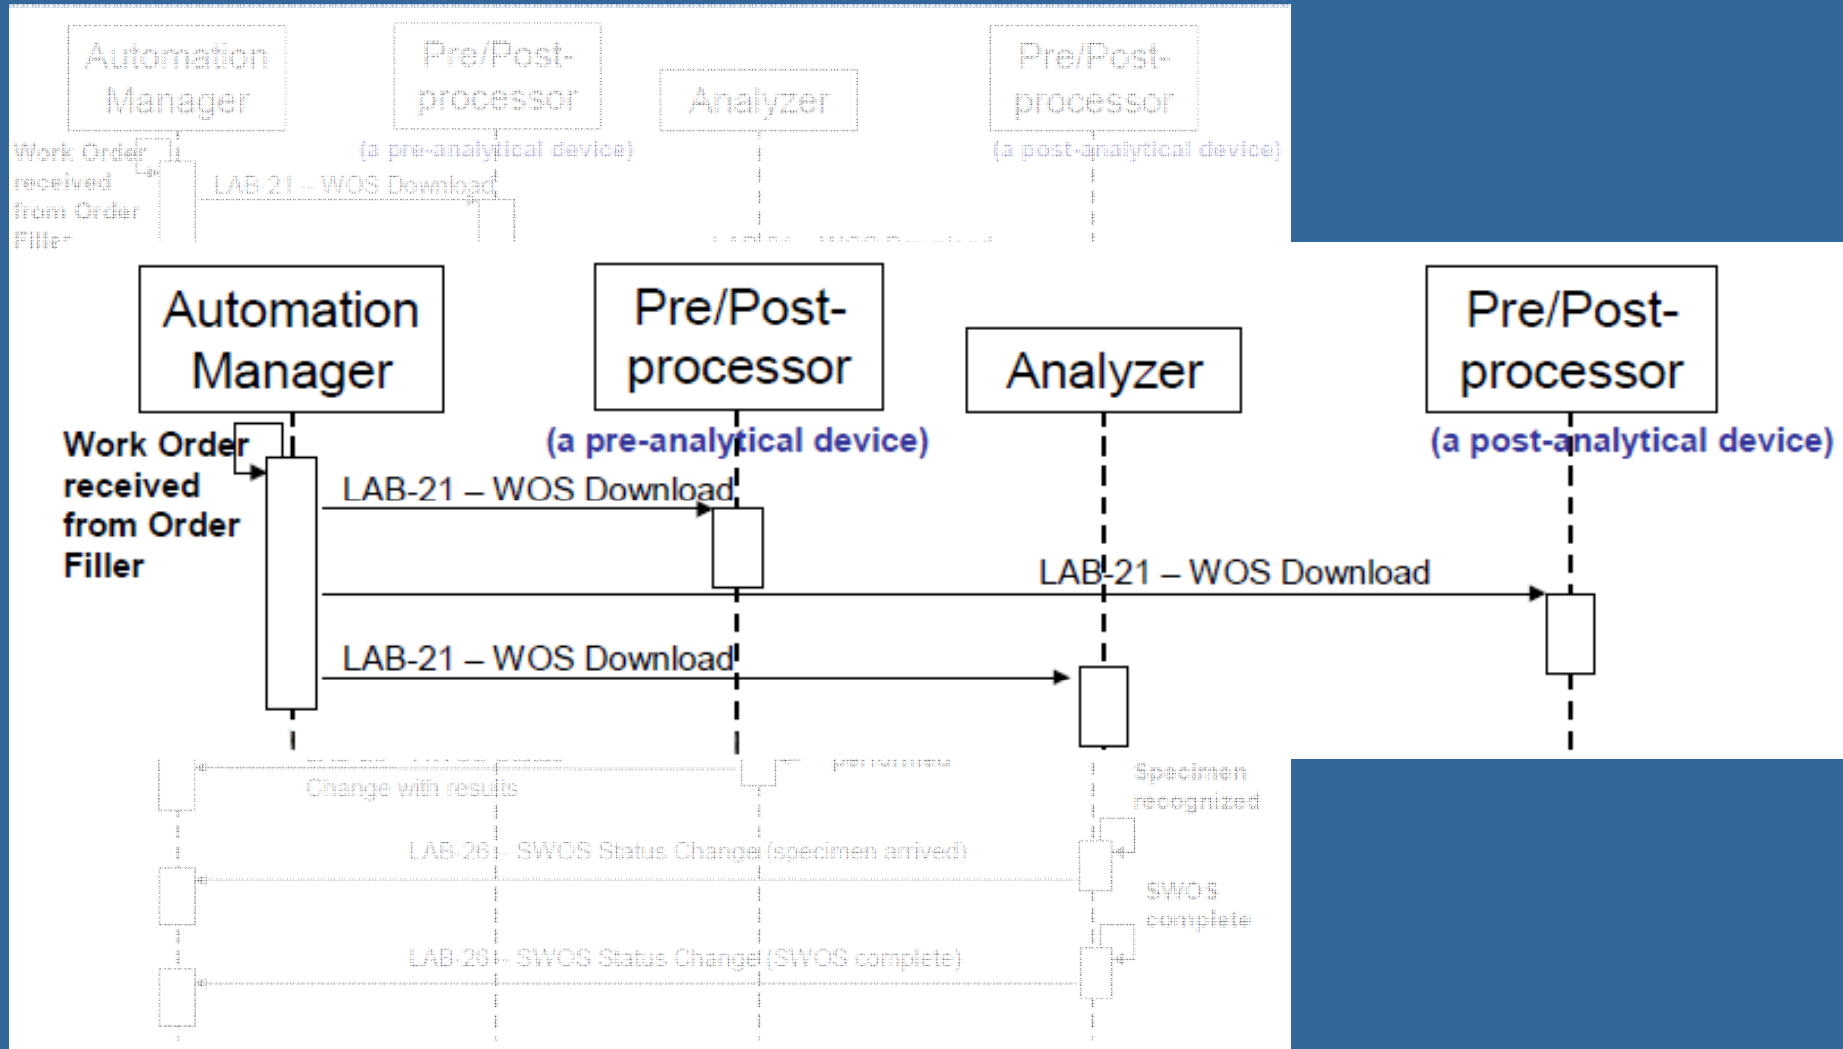 Automation
Manager
Pre/Post-
processor
Analyzer
Pre/Post-
processor
(a pre-analytical device)
(a post-analytical device)
Work Order
received
from Order
Filler
LAB-21 – WOS Download
Automation
Manager
Pre/Post-
processor
Analyzer
Pre/Post-
processor
(a pre-analytical device)
(a post-analytical device)
Work Order
received
from Order
Filler
LAB-21 – WOS Download
LAB-21 – WOS Download
LAB-21 – WOS Download
Change with results
recognized
LAB-26 - SWOS Status Change (specimen arrived)
SWOS
complete
LAB-26 - SWOS Status Change (SWOS complete)